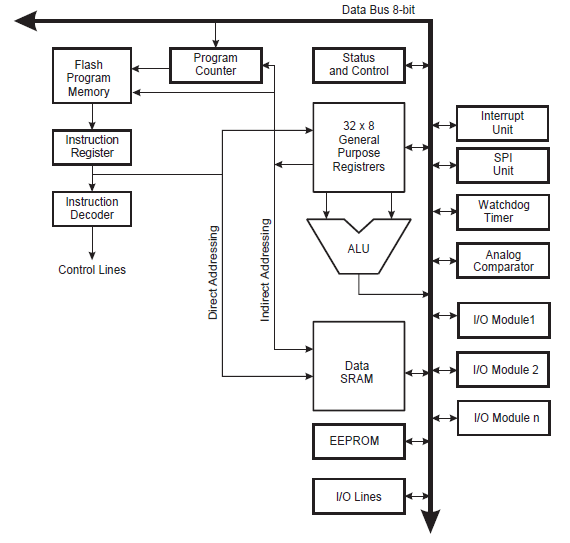 Data Bus 8-bit
Flash
Program
Memory
Program
Counter
Status
and Control
Instruction
Register
32 x 8
General
Purpose
Registrers
Interrupt
Unit
SPI
Unit
Instruction
Decoder
Watchdog
Timer
Control Lines
Direct Addressing
Indirect Addressing
ALU
Analog
Comparator
I/O Module1
Data
SRAM
I/O Module 2
I/O Module n
EEPROM
I/O Lines